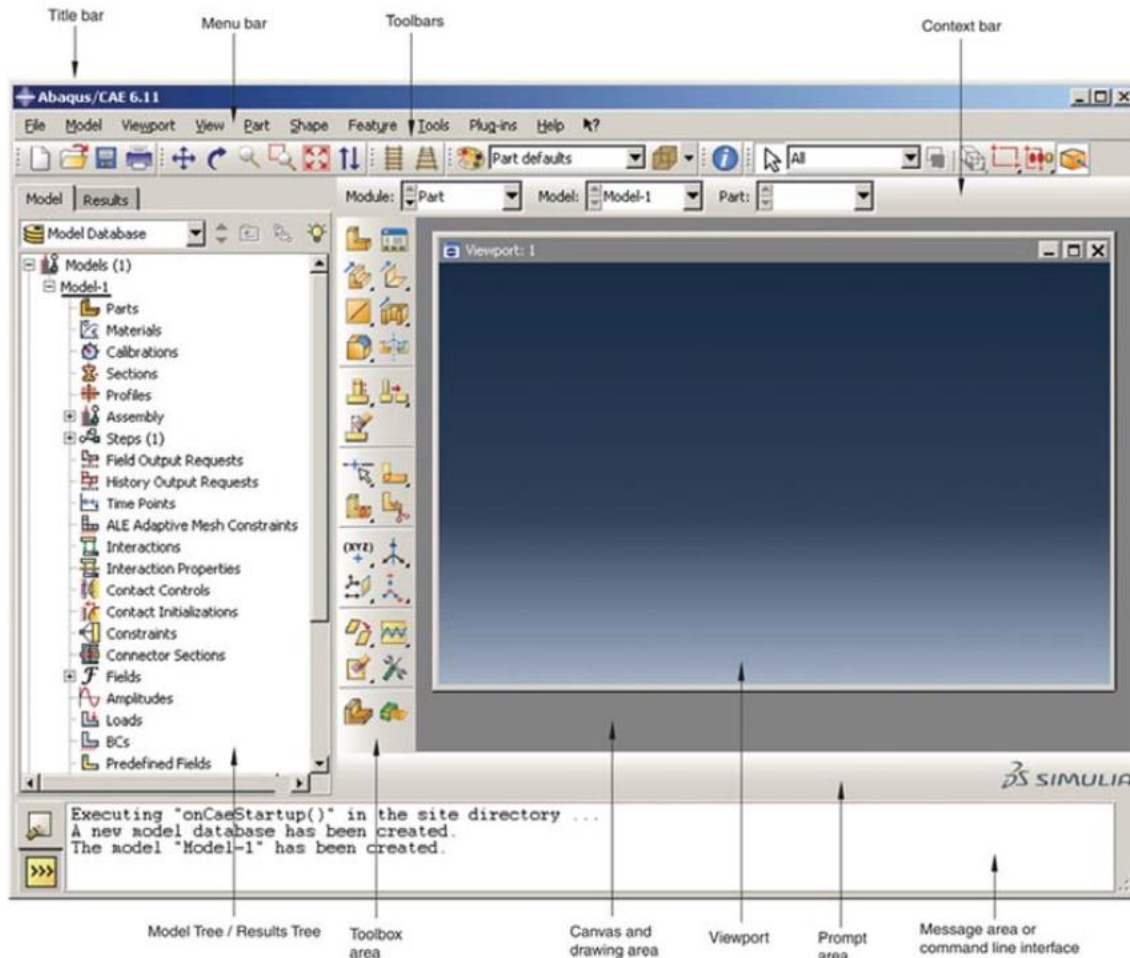 Title bar
Menu bar
Toolbars
Context bar
Abaqus/CAE 6.11
File Model Viewport View Part Shape Feature Tools Plug-ins Help ?
Part defaults All
Model Results Module: Part Model: Model-1 Part:
Model Database
Viewport: 1
Models (1)
Model-1
Parts
Materials
Calibrations
Sections
Profiles
Assembly
Steps (1)
Field Output Requests
History Output Requests
Time Points
ALE Adaptive Mesh Constraints
Interactions
Interaction Properties
Contact Controls
Contact Initializations
Constraints
Connector Sections
Fields
Amplitudes
Loads
BCs
Predefined Fields
(XYZ)
SIMULIA
Executing "onCaeStartup()" in the site directory ...
A new model database has been created.
The model "Model-1" has been created.
>>>
Model Tree / Results Tree
Toolbox
area
Canvas and
drawing area
Viewport
Prompt
area
Message area or
command line interface